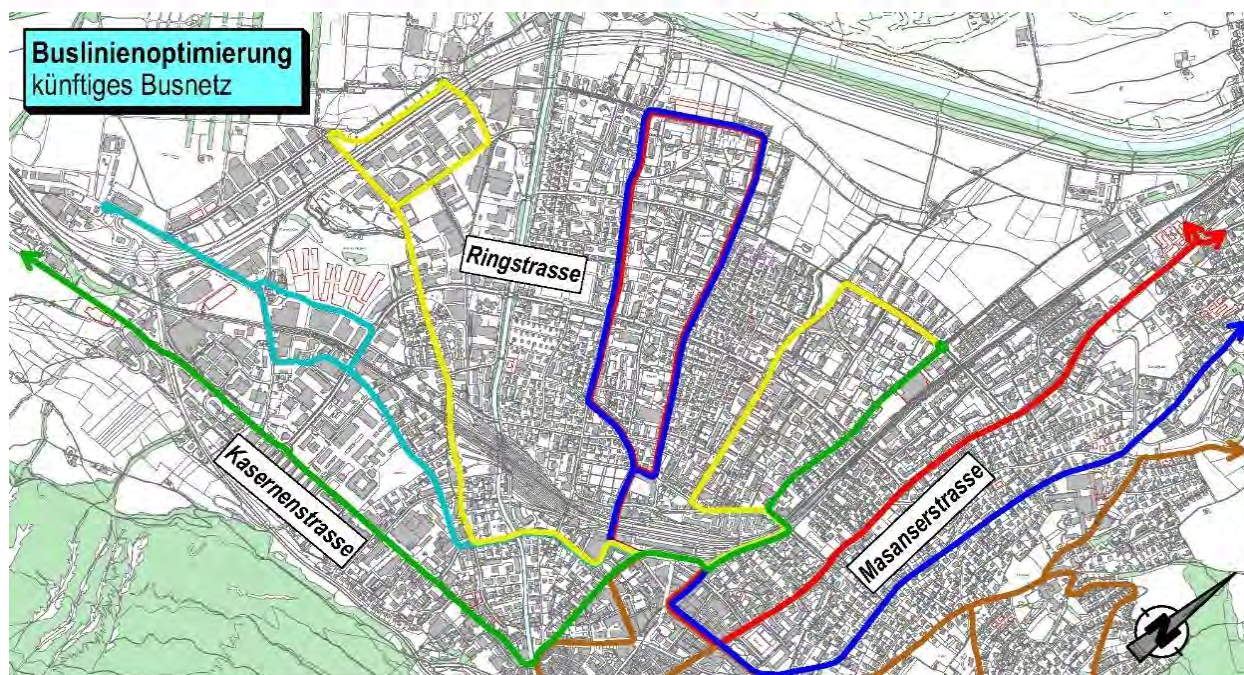 Buslinienoptimierung
künftiges Busnetz
Ringstrasse
Kasernenstrasse
Masanserstrasse
N